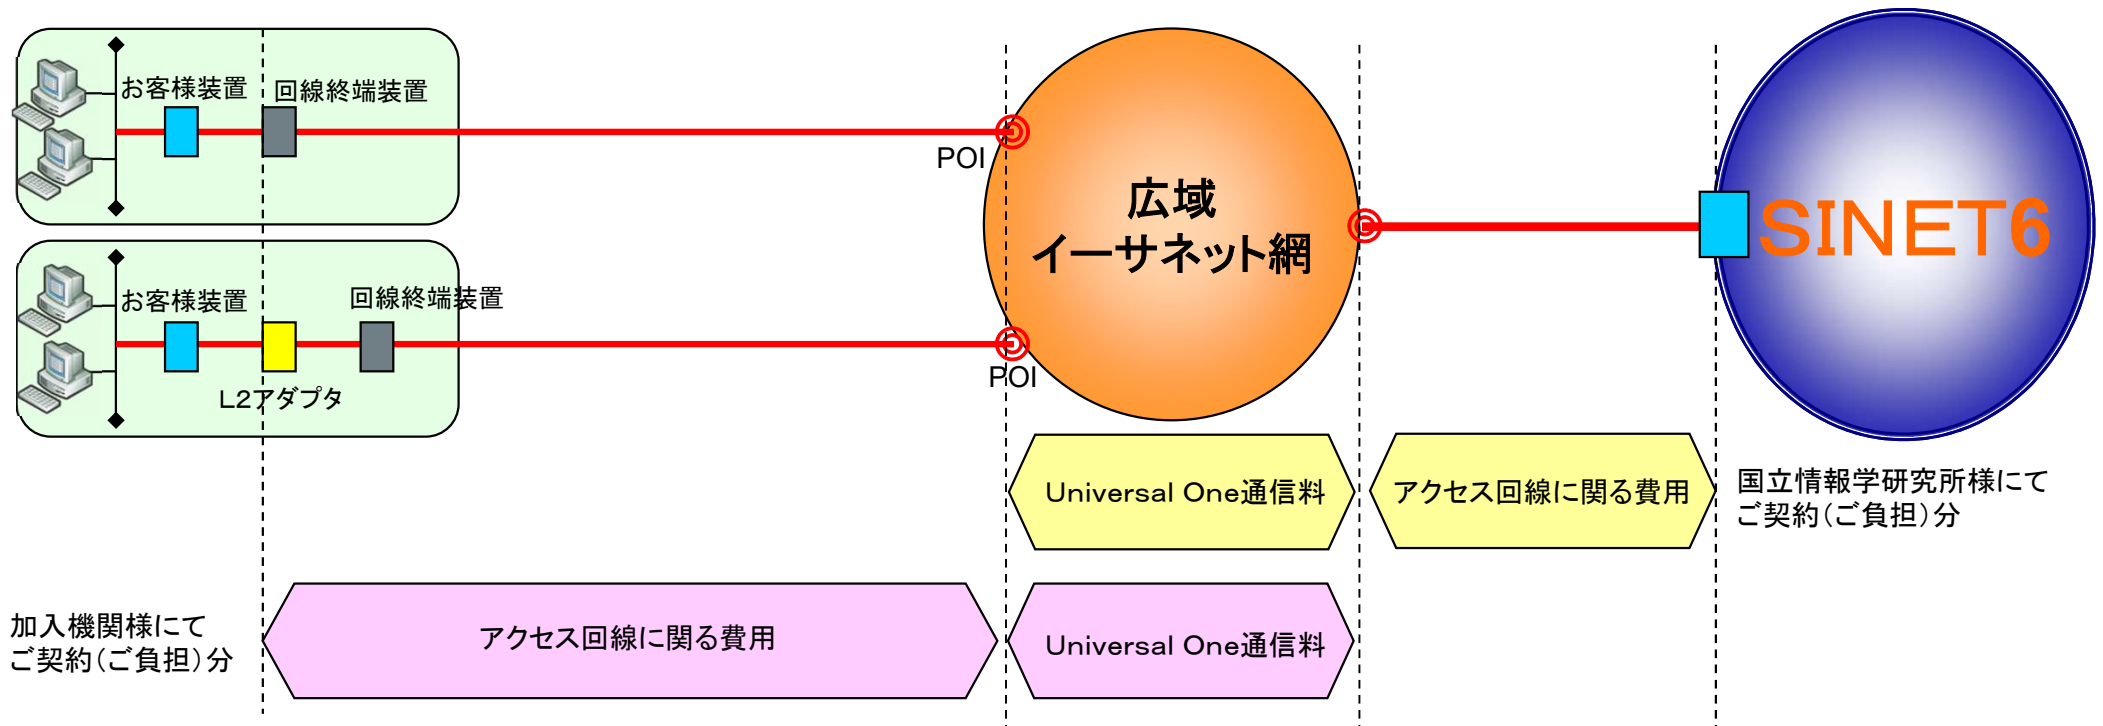 お客様装置
回線終端装置
POI
広域
イーサネット網
SINET6
お客様装置
回線終端装置
L2アダプタ
POI
Universal One通信料
アクセス回線に関る費用
国立情報学研究所様にて
ご契約(ご負担)分
加入機関様にて
ご契約(ご負担)分
アクセス回線に関る費用
Universal One通信料